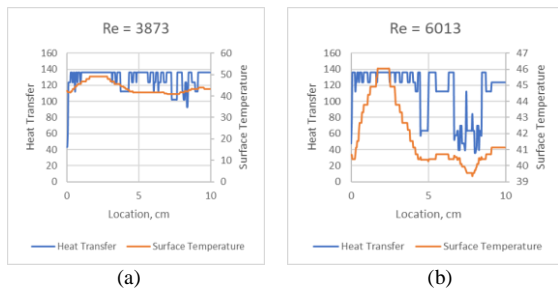 Re = 3873
160
140
120
100
80
60
40
20
0
Heat Transfer
60
50
40
30
20
10
0
Surface Temperature
0
5
10
Location, cm
Heat Transfer
Surface Temperature
(a)
Re = 6013
160
140
120
100
80
60
40
20
0
Heat Transfer
46
45
44
43
42
41
40
39
Surface Temperature
0
5
10
Location, cm
Heat Transfer
Surface Temperature
(b)